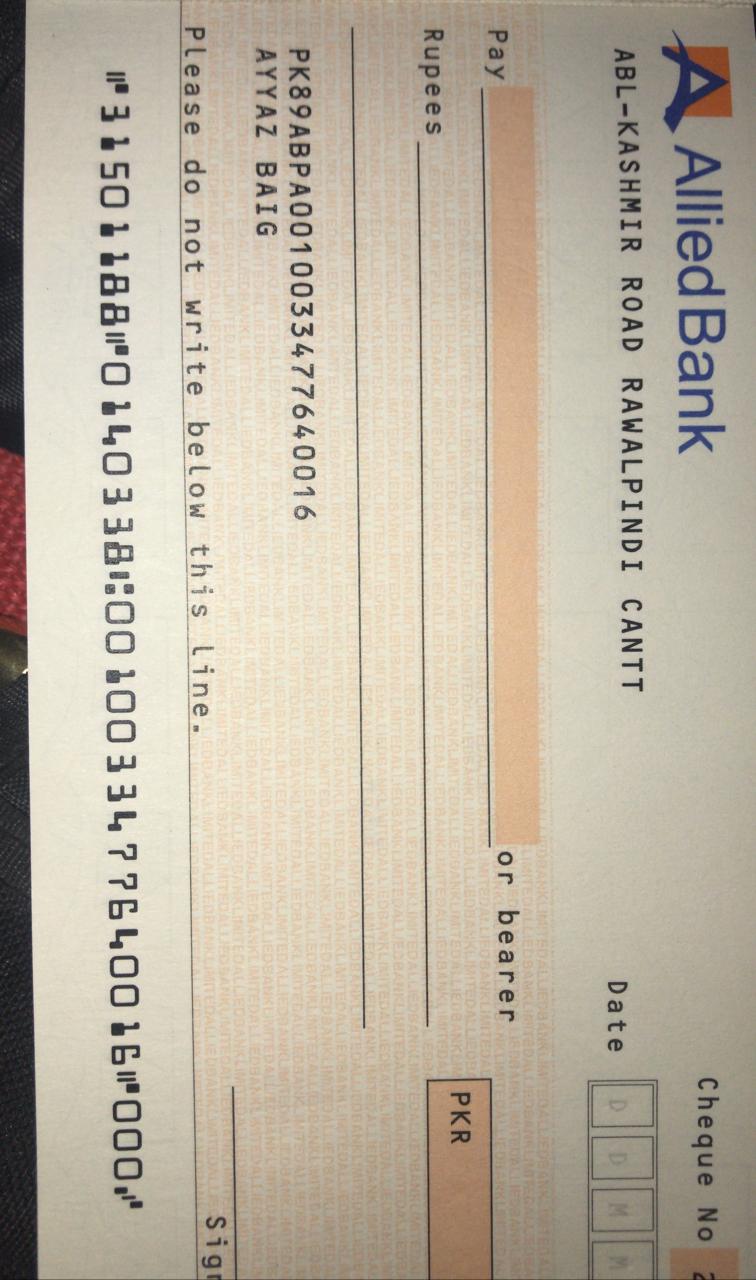 Allied Bank
Cheque No 2
ABL-KASHMIR ROAD RAWALPINDI CANTT
Date D D M M
Pay or bearer
PKR
Rupees
PK89ABPA0010033477640016
AYYAZ BAIG
Sign
Please do not write below this line.
⑈31501188⑈0140338⑆0010033477640016⑈000⑇